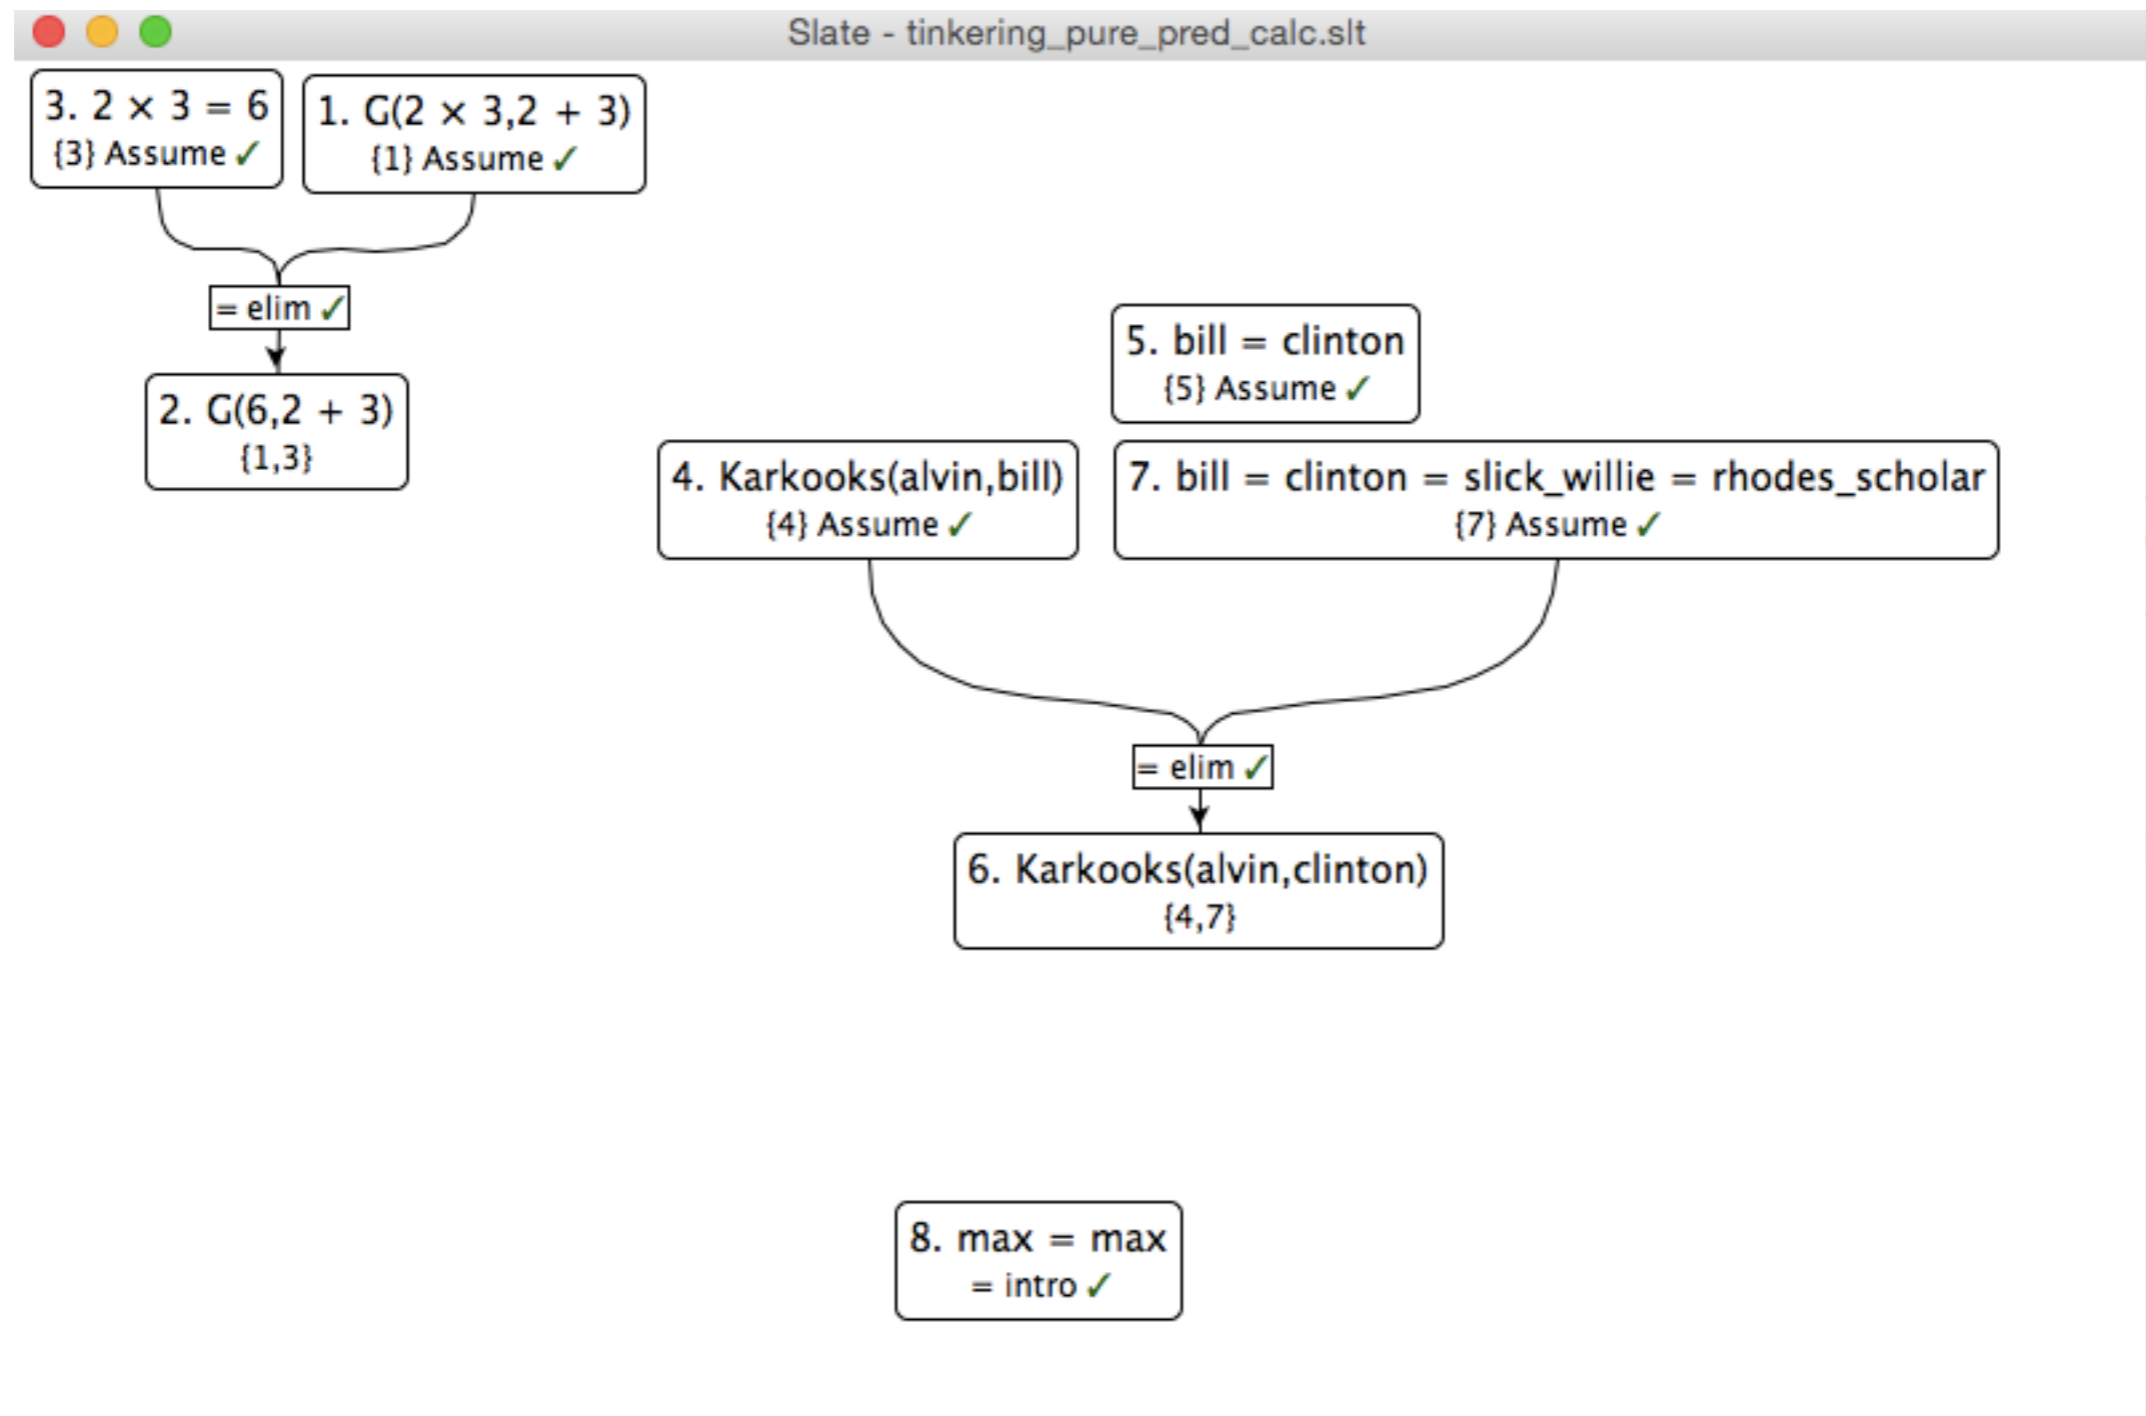 Slate - tinkering_pure_pred_calc.slt
3. 2 × 3 = 6
{3} Assume ✓
1. G(2 × 3,2 + 3)
{1} Assume ✓
= elim ✓
2. G(6,2 + 3)
{1,3}
5. bill = clinton
{5} Assume ✓
4. Karkooks(alvin,bill)
{4} Assume ✓
7. bill = clinton = slick_willie = rhodes_scholar
{7} Assume ✓
= elim ✓
6. Karkooks(alvin,clinton)
{4,7}
8. max = max
= intro ✓